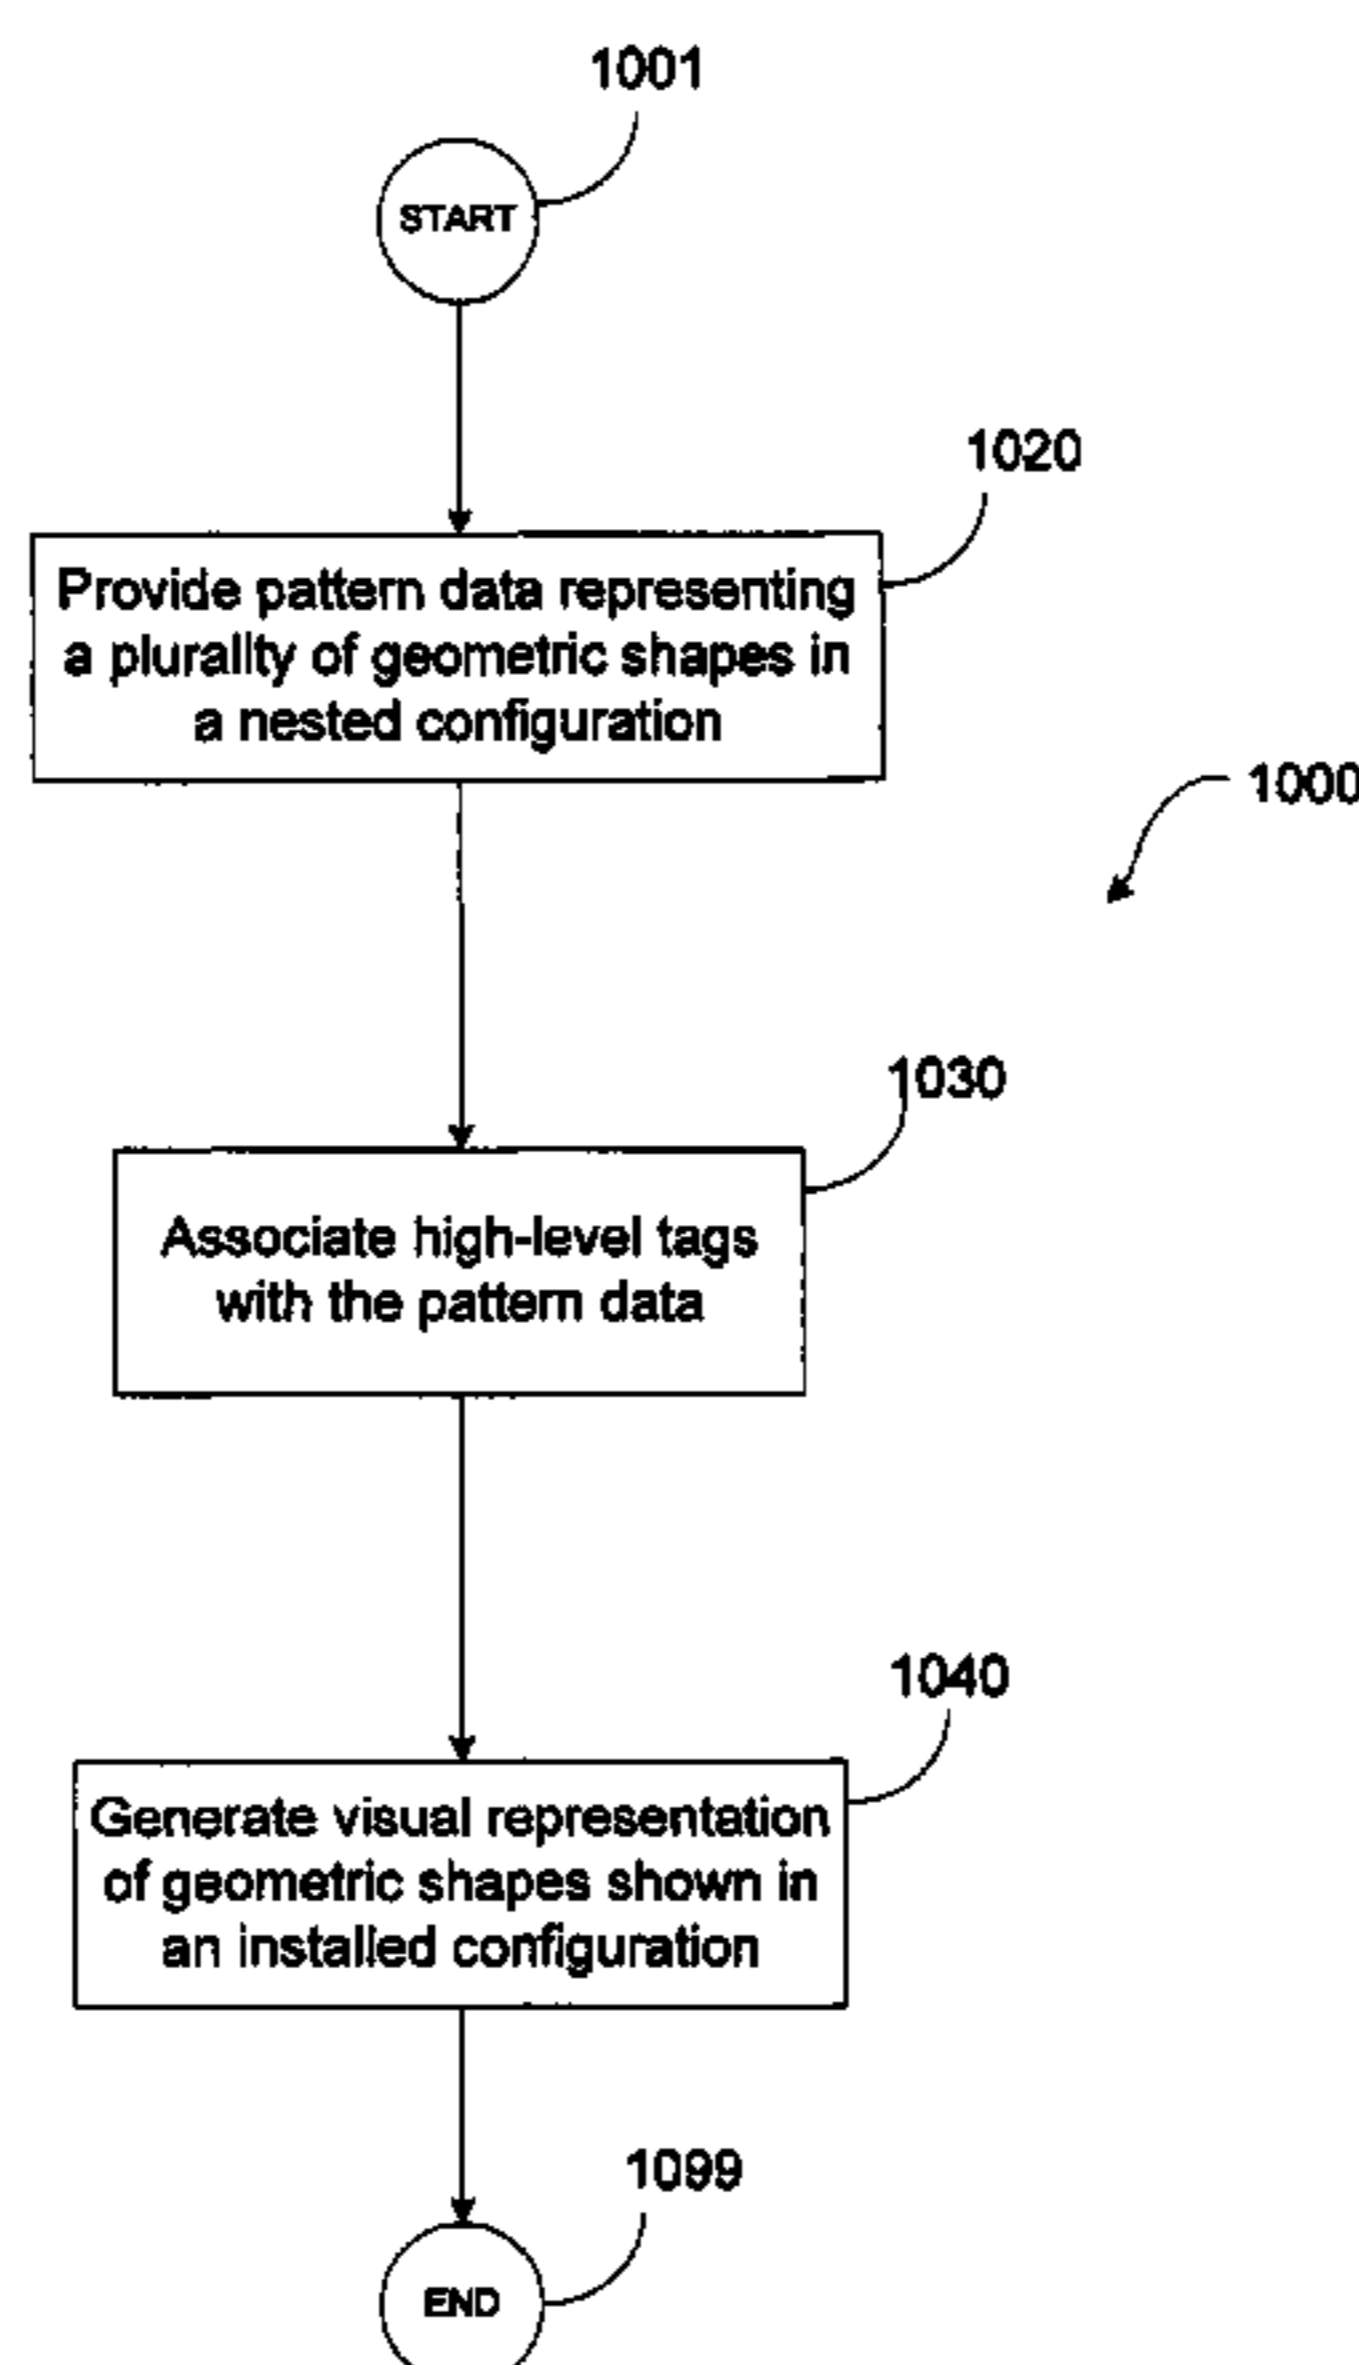 1001
START
1020
Provide pattern data representing
a plurality of geometric shapes in
a nested configuration
1000
1030
Associate high-level tags
with the pattern data
1040
Generate visual representation
of geometric shapes shown in
an installed configuration
1099
END